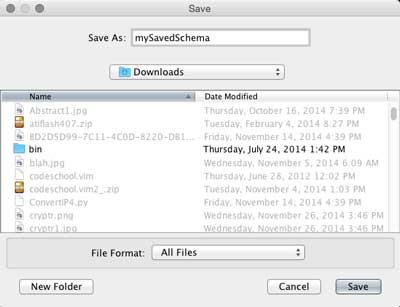 Save
Save As: mySavedSchema
Downloads
Name Date Modified
Abstract1.jpg Thursday, October 16, 2014 7:39 PM
atiflash407.zip Tuesday, February 4, 2014 8:27 PM
BD2D5D99-7C11-4C0D-8220-DB1... Friday, November 14, 2014 4:39 PM
bin Thursday, July 24, 2014 1:42 PM
blah.jpg Wednesday, November 5, 2014 6:09 AM
codeschool.vim Thursday, June 28, 2012 12:02 PM
codeschool.vim2_.zip Tuesday, November 4, 2014 1:03 PM
ConvertiP4.py Friday, November 14, 2014 4:39 PM
cryptr.png Wednesday, November 26, 2014 3:46 PM
cryptr1.jpg Wednesday, November 26, 2014 3:46 PM
File Format: All Files
New Folder Cancel Save